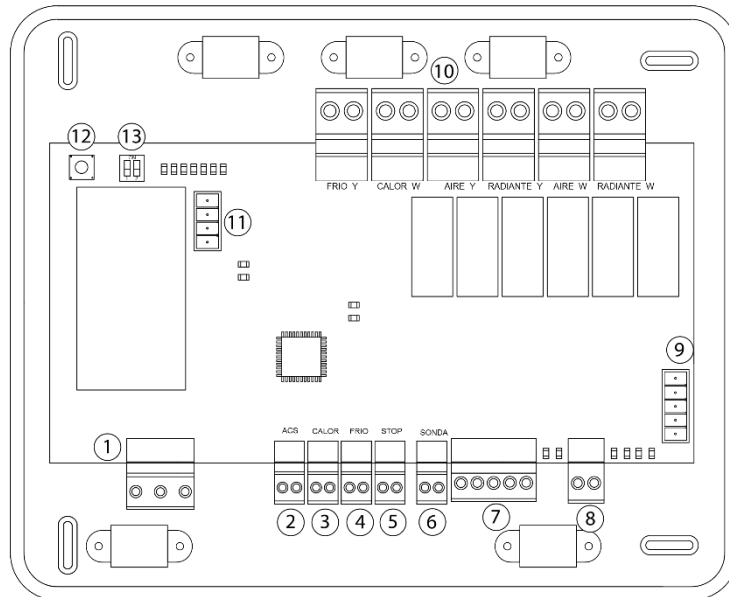 10
12 13
FRIO Y CALOR W AIRE Y RADIANTE Y AIRE W RADIANTE W
11
9
ACS CALOR FRIO STOP SONDA
1
2 3 4 5 6 7 8